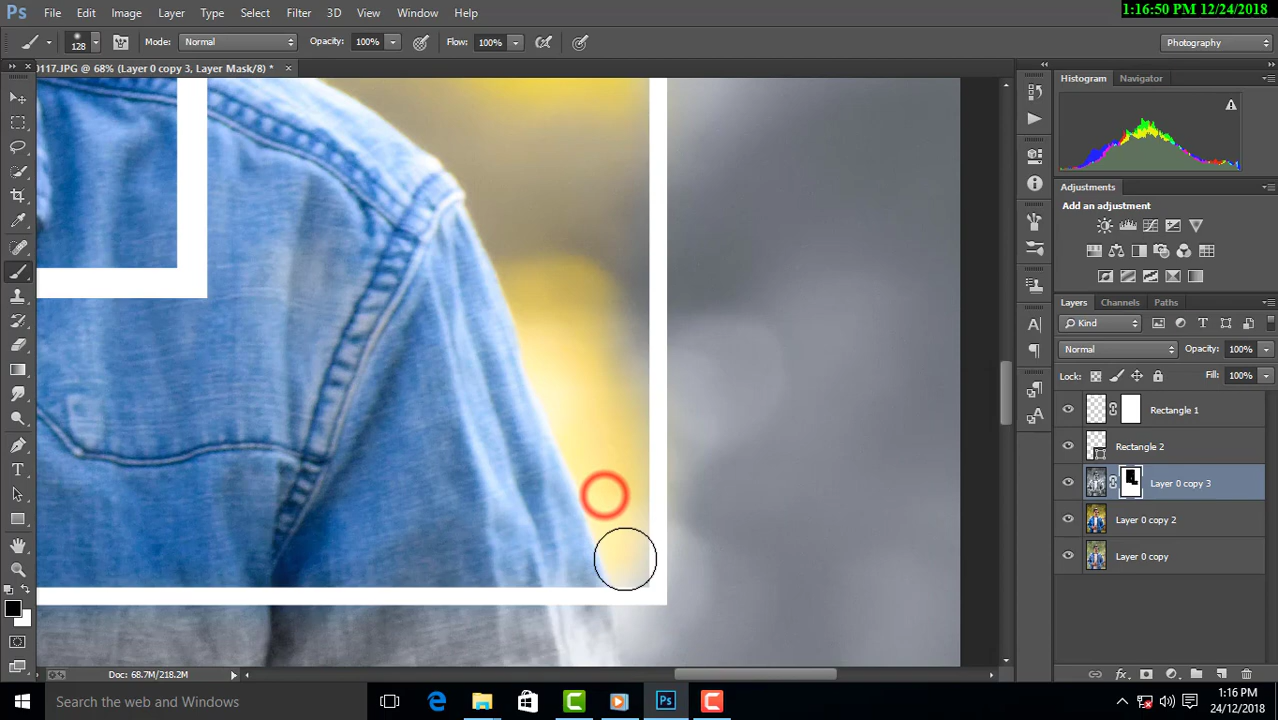 Ps File Edit Image Layer Type Select Filter 3D View Window Help
1:16:50 PM 12/24/2018
128 Mode: Normal Opacity: 100% Flow: 100% Photography
0117.JPG @ 68% (Layer 0 copy 3, Layer Mask/8) * ×
Histogram Navigator
Adjustments
Add an adjustment
Layers Channels Paths
Kind
Normal Opacity: 100%
Lock: Fill: 100%
Rectangle 1
Rectangle 2
Layer 0 copy 3
Layer 0 copy 2
Layer 0 copy
Doc: 68.7M/218.2M
Search the web and Windows
1:16 PM
24/12/2018